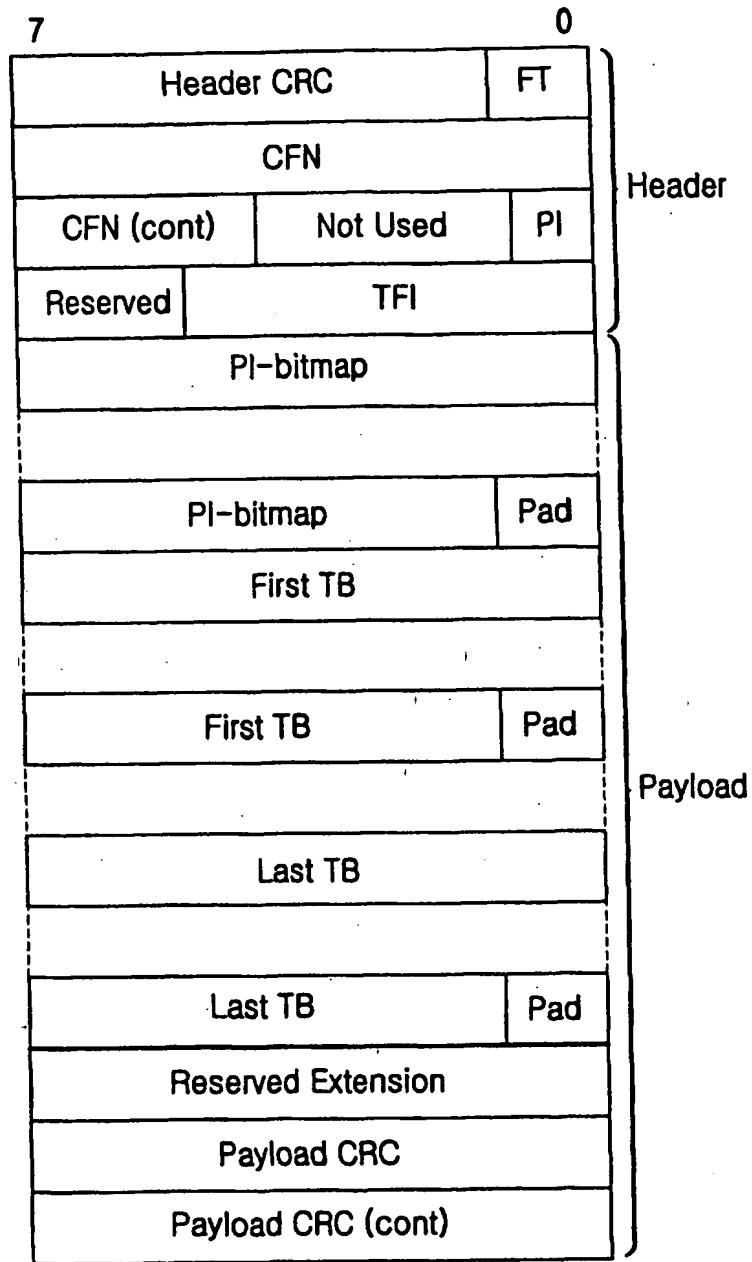 7 0
Header CRC FT
CFN
Header
CFN (cont) Not Used PI
Reserved TFI
PI-bitmap
PI-bitmap Pad
First TB
First TB Pad
Payload
Last TB
Last TB Pad
Reserved Extension
Payload CRC
Payload CRC (cont)